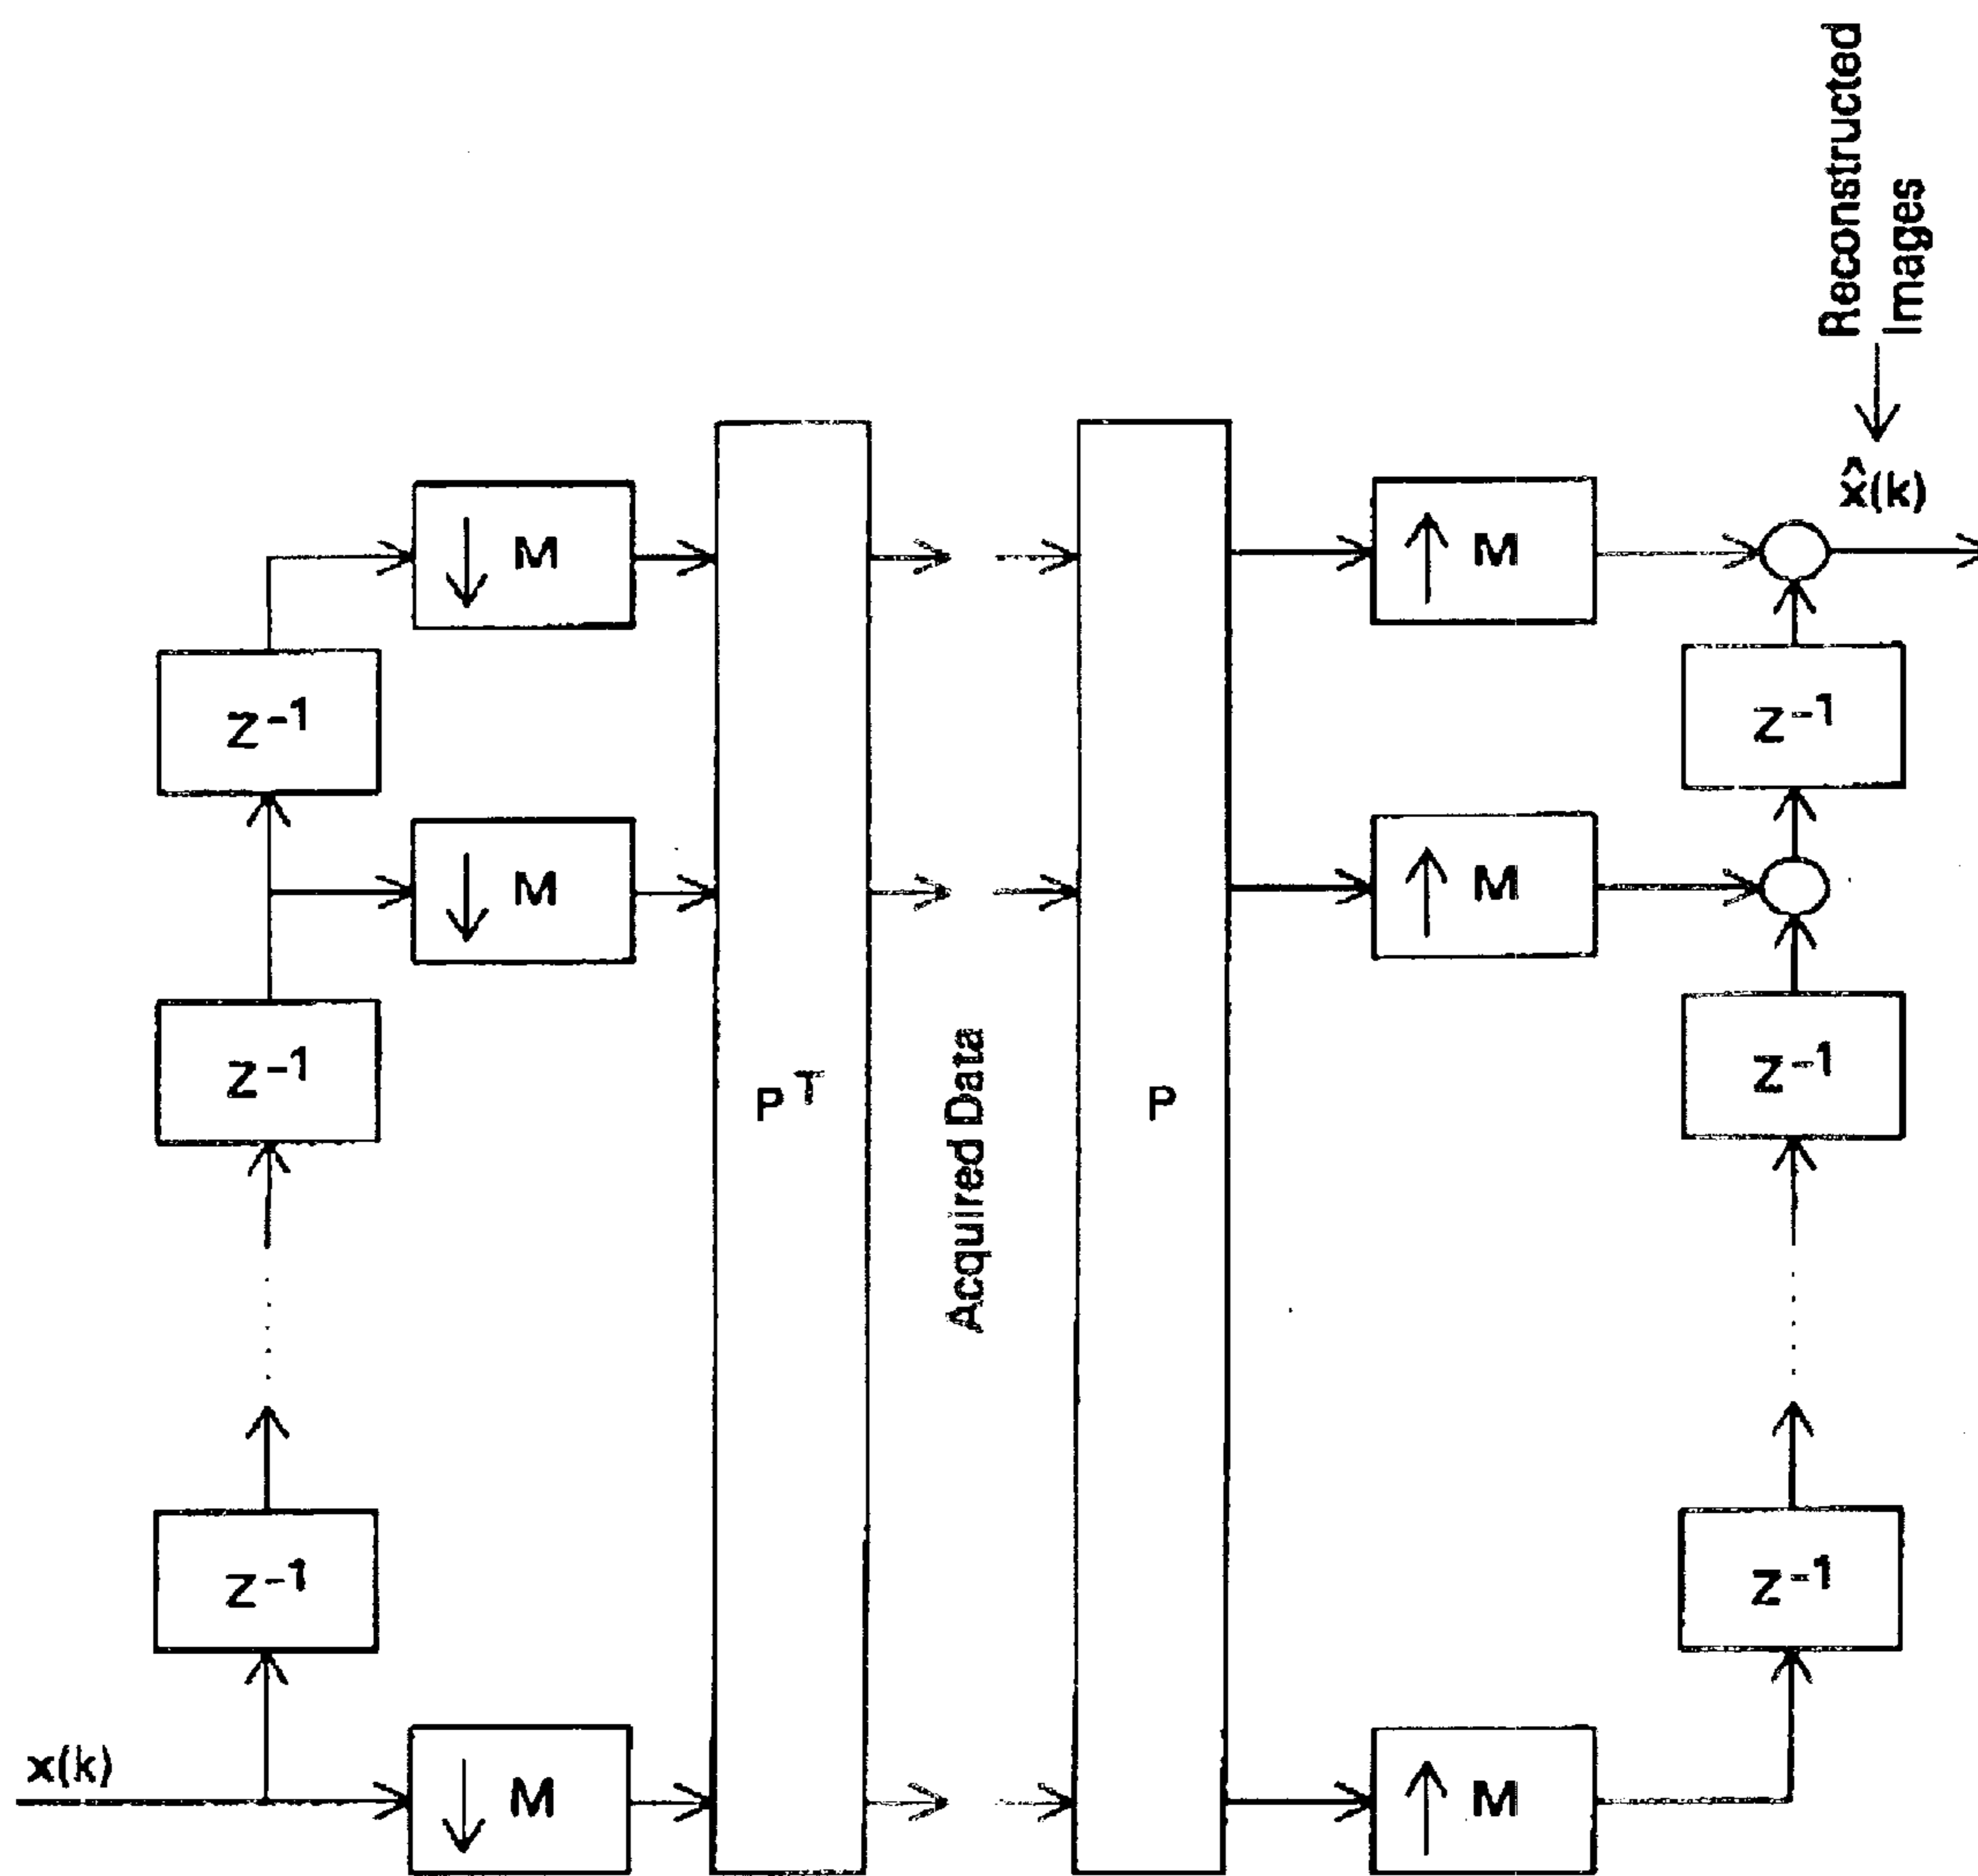 Reconstructed
Images
x̂(k)
↓ M
↑ M
z⁻¹
z⁻¹
↓ M
↑ M
z⁻¹
z⁻¹
Pᵀ
Acquired Data
P
z⁻¹
z⁻¹
x(k)
↓ M
↑ M